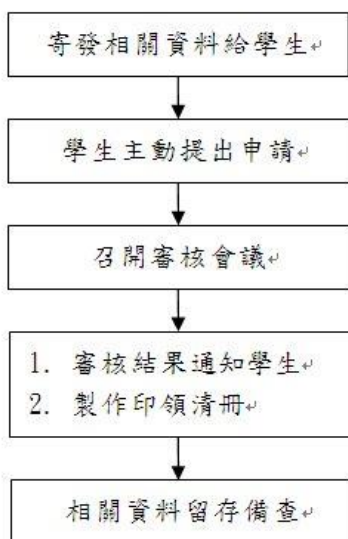 寄發相關資料給學生
學生主動提出申請
召開審核會議
1. 審核結果通知學生
2. 製作印領清冊
相關資料留存備查